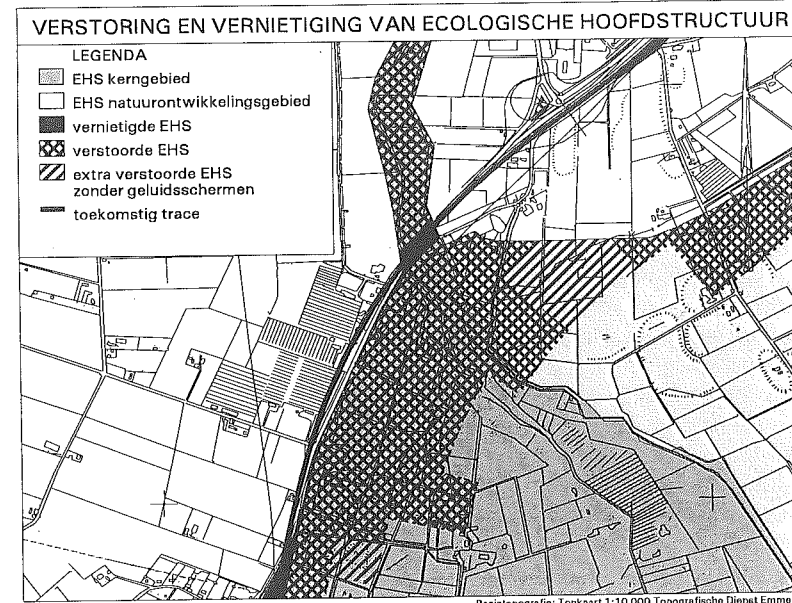 VERSTORING EN VERNIETIGING VAN ECOLOGISCHE HOOFDSTRUCTUUR
LEGENDA
EHS kerngebied
EHS natuurontwikkelingsgebied
vernietigde EHS
verstoorde EHS
extra verstoorde EHS
zonder geluidsschermen
toekomstig trace
Basistopografie: Topkaart 1:10.000 Topografische Dienst Emmen